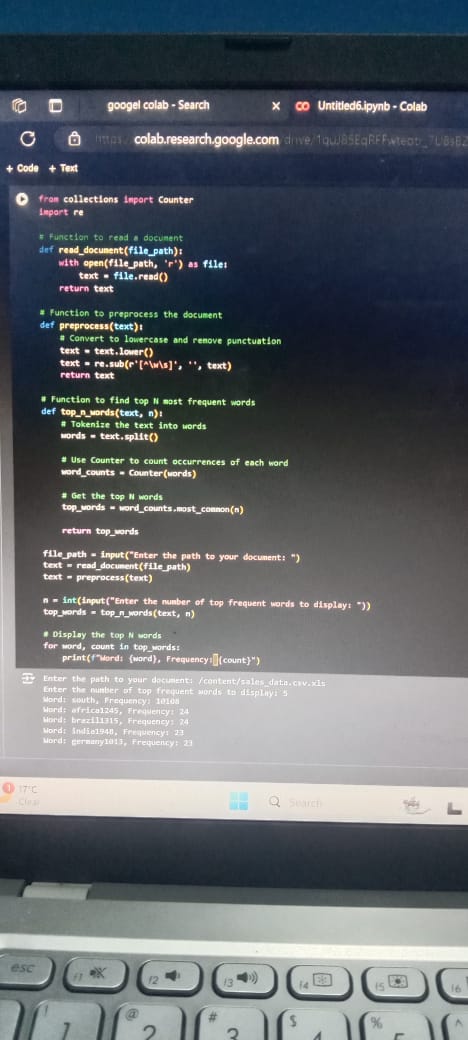 googel colab - Search
Untitled6.ipynb - Colab
https: colab.research.google.com
+ Code + Text
from collections import Counter
import re
# Function to read a document
def read_document(file_path):
with open(file_path, 'r') as file:
text = file.read()
return text
# Function to preprocess the document
def preprocess(text):
# Convert to lowercase and remove punctuation
text = text.lower()
text = re.sub(r'[^\w\s]', '', text)
return text
# Function to find top N most frequent words
def top_n_words(text, n):
# Tokenize the text into words
words = text.split()
# Use Counter to count occurrences of each word
word_counts = Counter(words)
# Get the top N words
top_words = word_counts.most_common(n)
return top_words
file_path = input("Enter the path to your document: ")
text = read_document(file_path)
text = preprocess(text)
n = int(input("Enter the number of top frequent words to display: "))
top_words = top_n_words(text, n)
# Display the top N words
for word, count in top_words:
print(f"Word: {word}, Frequency: {count}")
Enter the path to your document: /content/sales_data.csv.xls
Enter the number of top frequent words to display: 5
Word: south, Frequency: 10108
Word: africa1245, Frequency: 24
Word: brazil1315, Frequency: 24
Word: india1948, Frequency: 23
Word: germany1013, Frequency: 23
1 17°C
Clear
Search
esc f1 f2 f3 f4 f5 f6
! @ # $ % ^
1 2 3 4 5